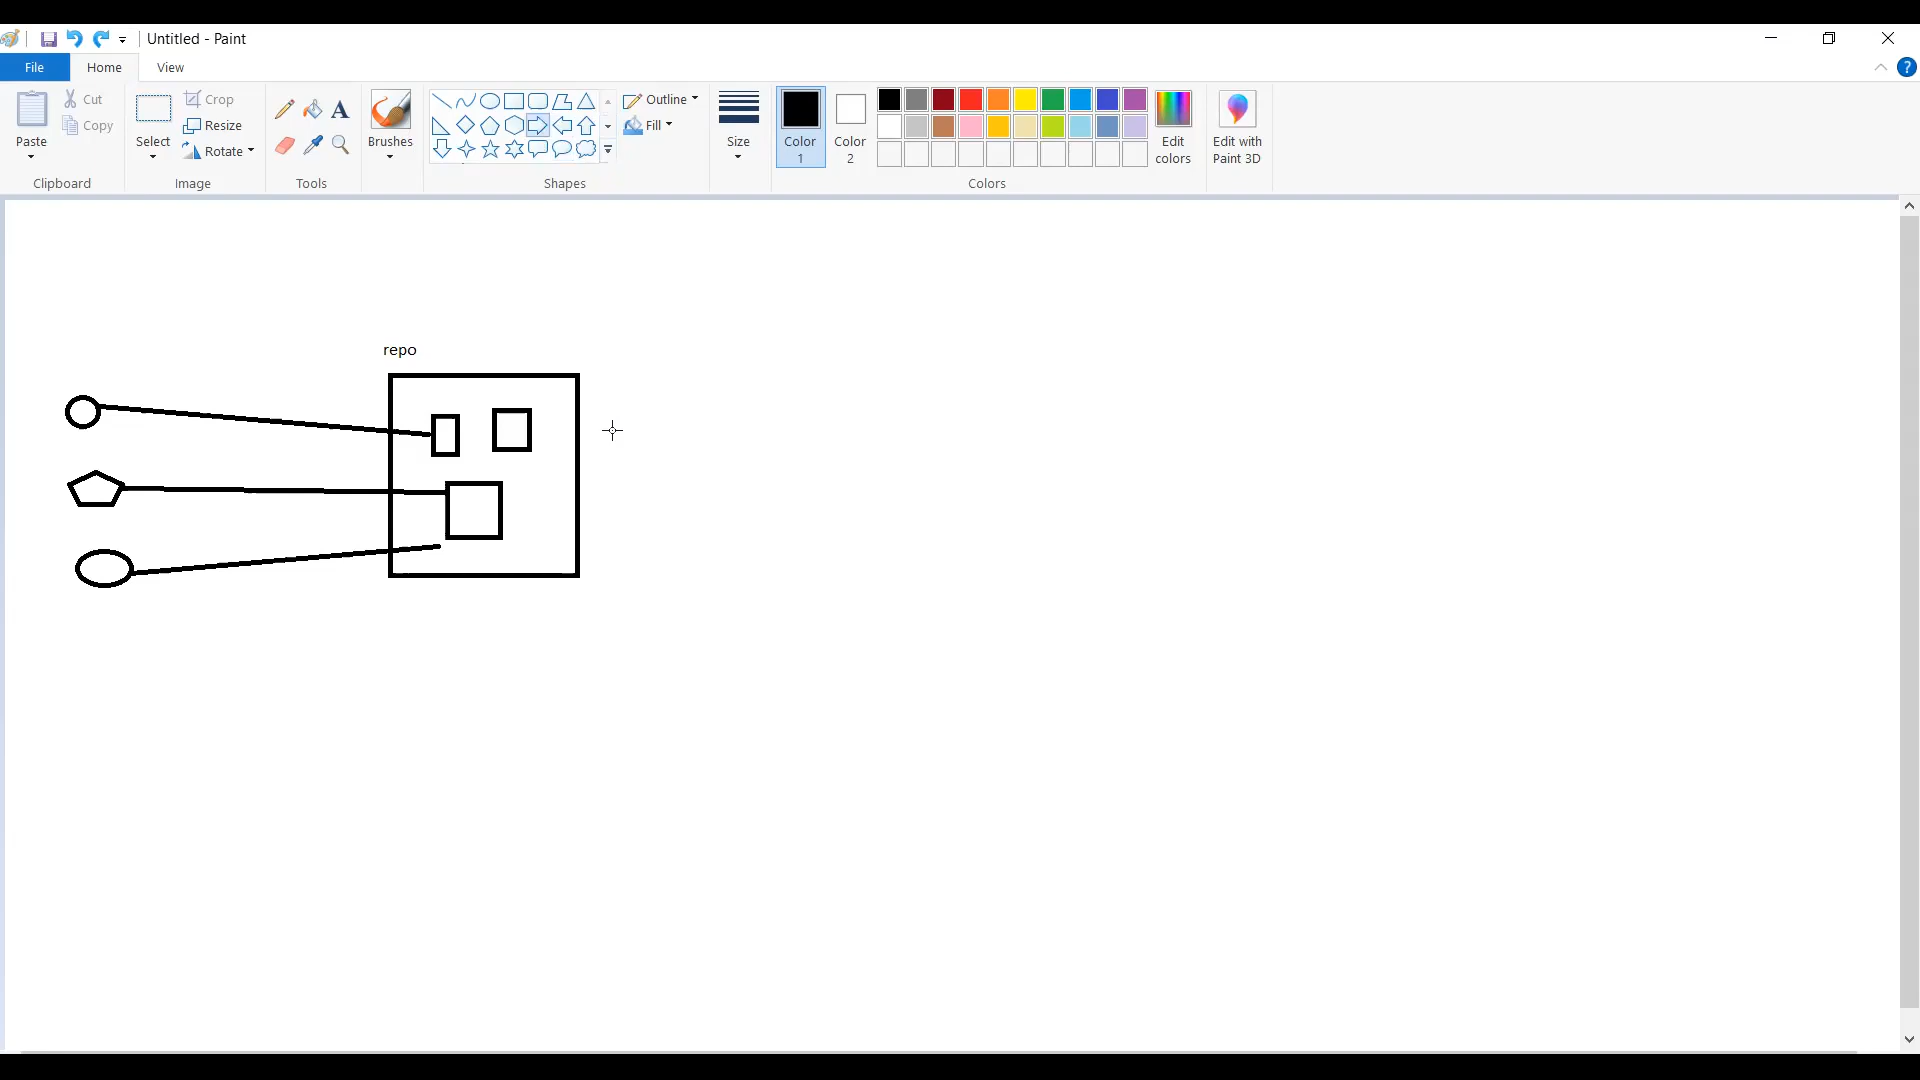 Untitled - Paint
File Home View
Paste
Cut
Copy
Clipboard
Select
Crop
Resize
Rotate
Image
Tools
Brushes
Shapes
Outline
Fill
Size
Color 1
Color 2
Colors
Edit colors
Edit with Paint 3D
?
repo